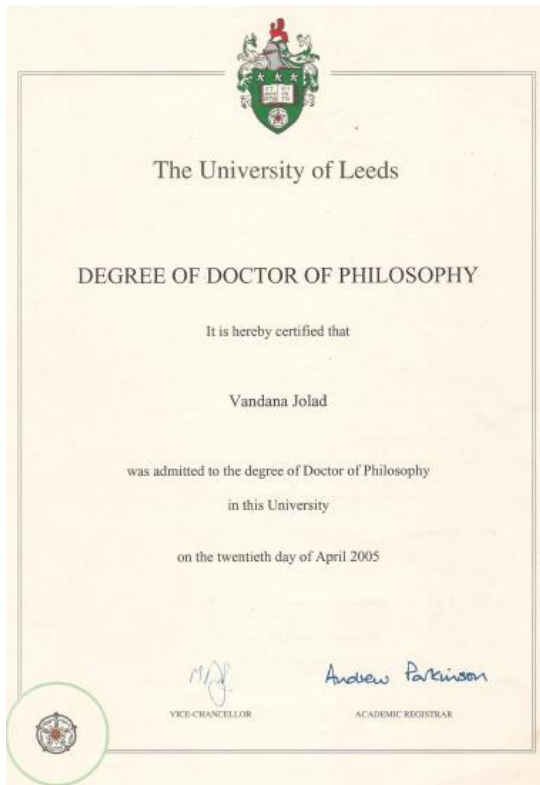 The University of Leeds
DEGREE OF DOCTOR OF PHILOSOPHY
It is hereby certified that
Vandana Jolad
was admitted to the degree of Doctor of Philosophy
in this University
on the twentieth day of April 2005
Andrew Parkinson
VICE-CHANCELLOR
ACADEMIC REGISTRAR